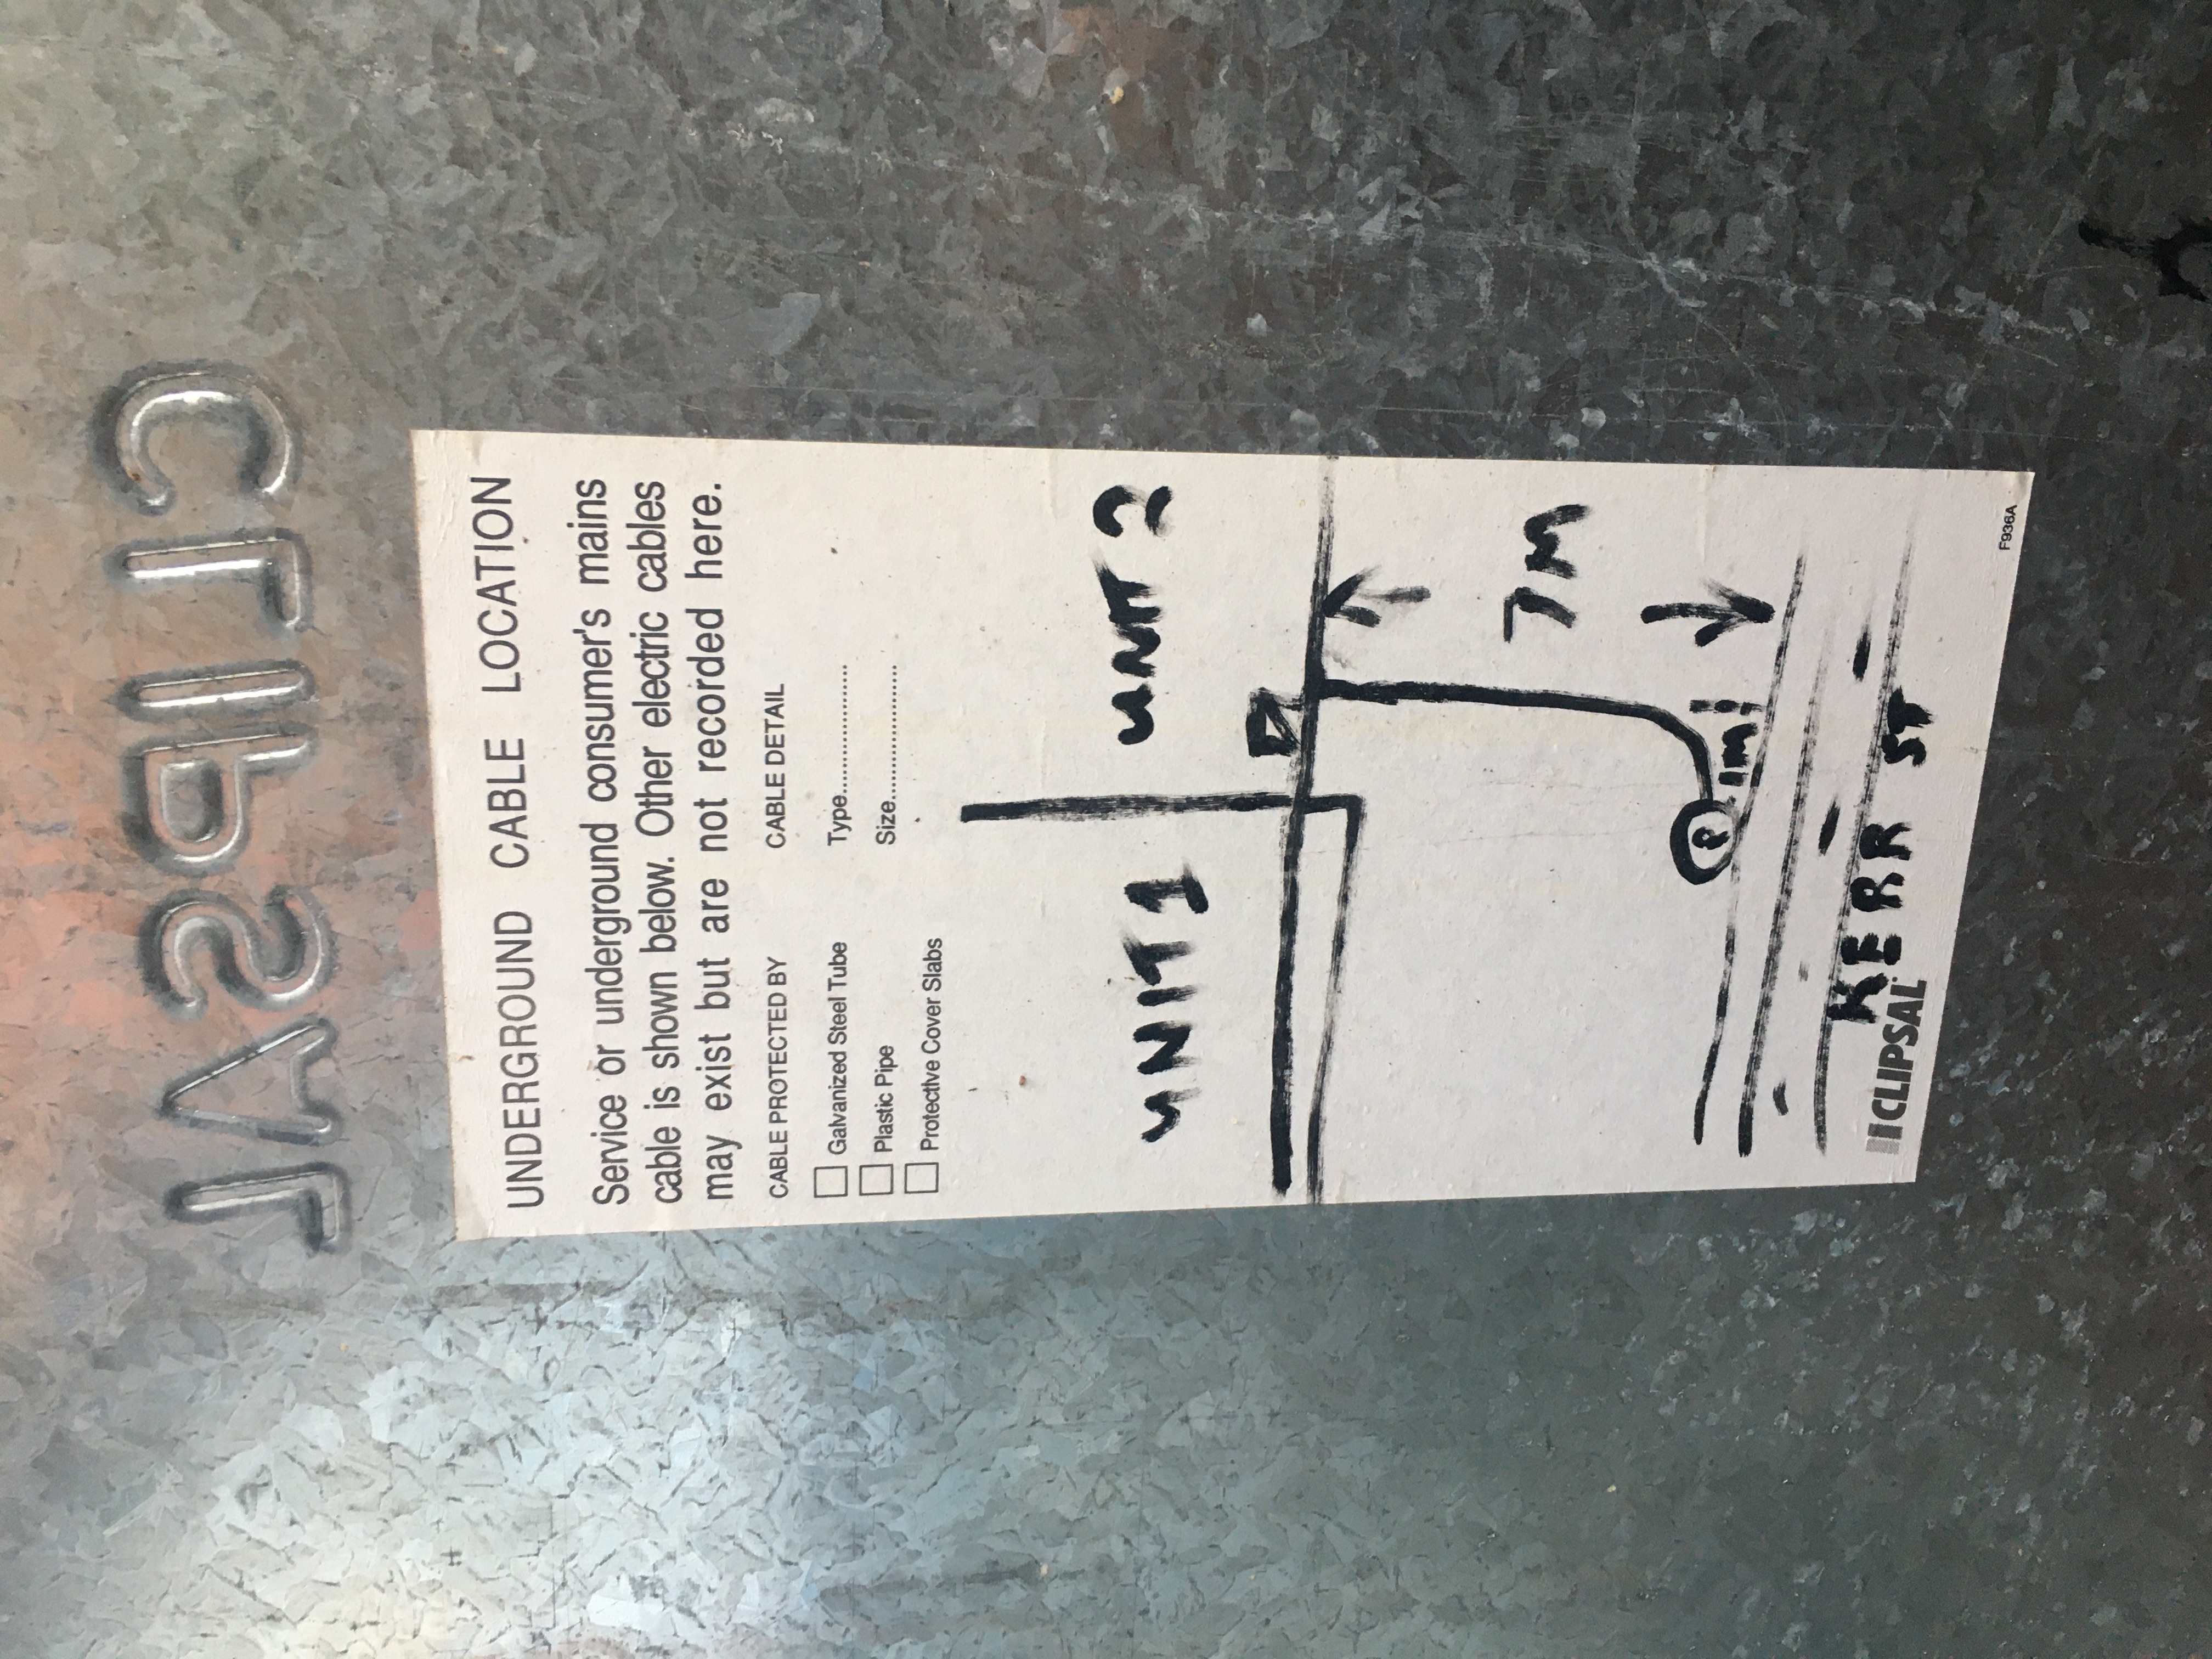 CLIPSAL
UNDERGROUND CABLE LOCATION
Service or underground consumer's mains
cable is shown below. Other electric cables
may exist but are not recorded here.
CABLE PROTECTED BY CABLE DETAIL
Galvanized Steel Tube Type....................
Plastic Pipe Size.......................
Protective Cover Slabs
UNIT 1 UNIT 2
7M
P 1M
KERR ST
CLIPSAL
F936A